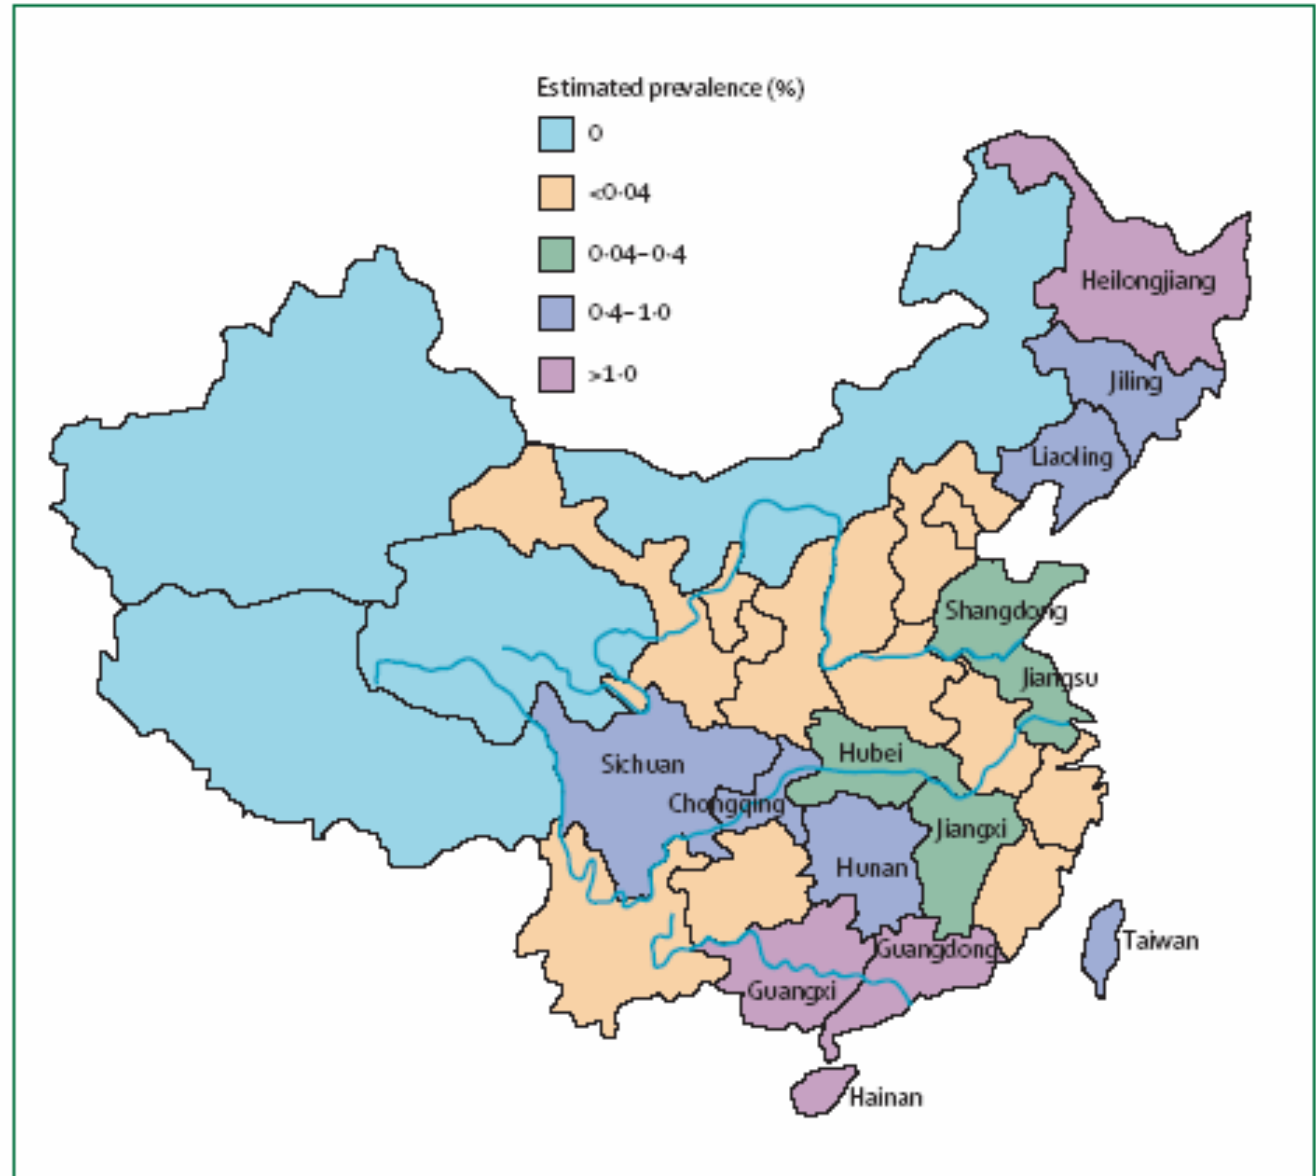 Estimated prevalence (%)
0
<0·04
0·04–0·4
0·4–1·0
>1·0
Heilongjiang
Jiling
Liaoling
Shangdong
Jiangsu
Hubei
Sichuan
Chongqing
Jiangxi
Hunan
Guangdong
Taiwan
Guangxi
Hainan